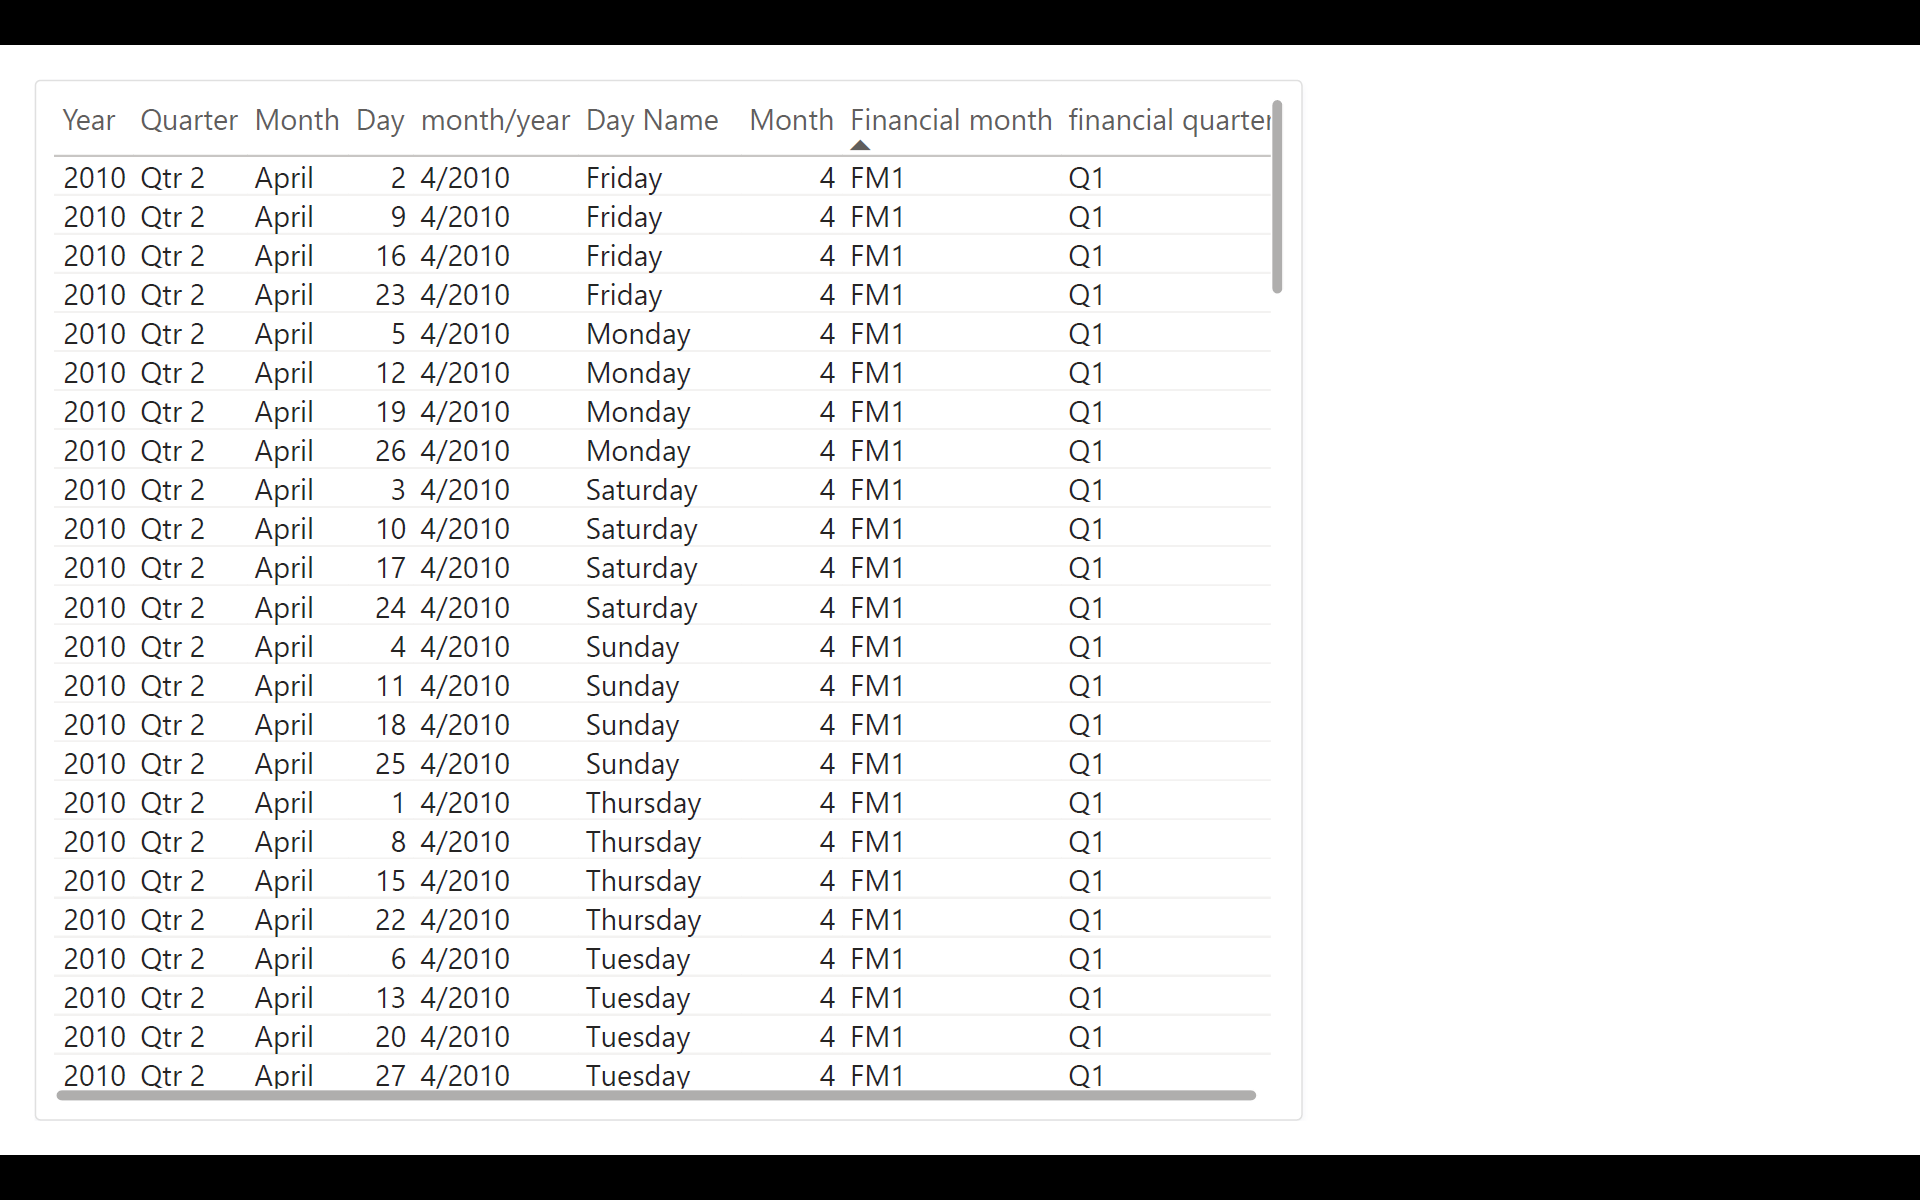 Year Quarter Month Day month/year Day Name Month Financial month financial quarter
2010 Qtr 2 April 2 4/2010 Friday 4 FM1 Q1
2010 Qtr 2 April 9 4/2010 Friday 4 FM1 Q1
2010 Qtr 2 April 16 4/2010 Friday 4 FM1 Q1
2010 Qtr 2 April 23 4/2010 Friday 4 FM1 Q1
2010 Qtr 2 April 5 4/2010 Monday 4 FM1 Q1
2010 Qtr 2 April 12 4/2010 Monday 4 FM1 Q1
2010 Qtr 2 April 19 4/2010 Monday 4 FM1 Q1
2010 Qtr 2 April 26 4/2010 Monday 4 FM1 Q1
2010 Qtr 2 April 3 4/2010 Saturday 4 FM1 Q1
2010 Qtr 2 April 10 4/2010 Saturday 4 FM1 Q1
2010 Qtr 2 April 17 4/2010 Saturday 4 FM1 Q1
2010 Qtr 2 April 24 4/2010 Saturday 4 FM1 Q1
2010 Qtr 2 April 4 4/2010 Sunday 4 FM1 Q1
2010 Qtr 2 April 11 4/2010 Sunday 4 FM1 Q1
2010 Qtr 2 April 18 4/2010 Sunday 4 FM1 Q1
2010 Qtr 2 April 25 4/2010 Sunday 4 FM1 Q1
2010 Qtr 2 April 1 4/2010 Thursday 4 FM1 Q1
2010 Qtr 2 April 8 4/2010 Thursday 4 FM1 Q1
2010 Qtr 2 April 15 4/2010 Thursday 4 FM1 Q1
2010 Qtr 2 April 22 4/2010 Thursday 4 FM1 Q1
2010 Qtr 2 April 6 4/2010 Tuesday 4 FM1 Q1
2010 Qtr 2 April 13 4/2010 Tuesday 4 FM1 Q1
2010 Qtr 2 April 20 4/2010 Tuesday 4 FM1 Q1
2010 Qtr 2 April 27 4/2010 Tuesday 4 FM1 Q1